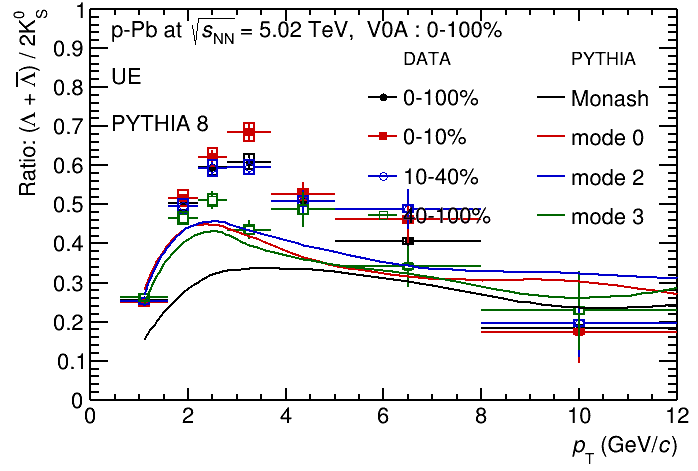 p-Pb at √sNN = 5.02 TeV, V0A : 0-100%
UE
PYTHIA 8
DATA
0-100%
0-10%
10-40%
40-100%
PYTHIA
Monash
mode 0
mode 2
mode 3
Ratio: (Λ + Λ̅) / 2K⁰S
1
0.9
0.8
0.7
0.6
0.5
0.4
0.3
0.2
0.1
0
0 2 4 6 8 10 12
pT (GeV/c)